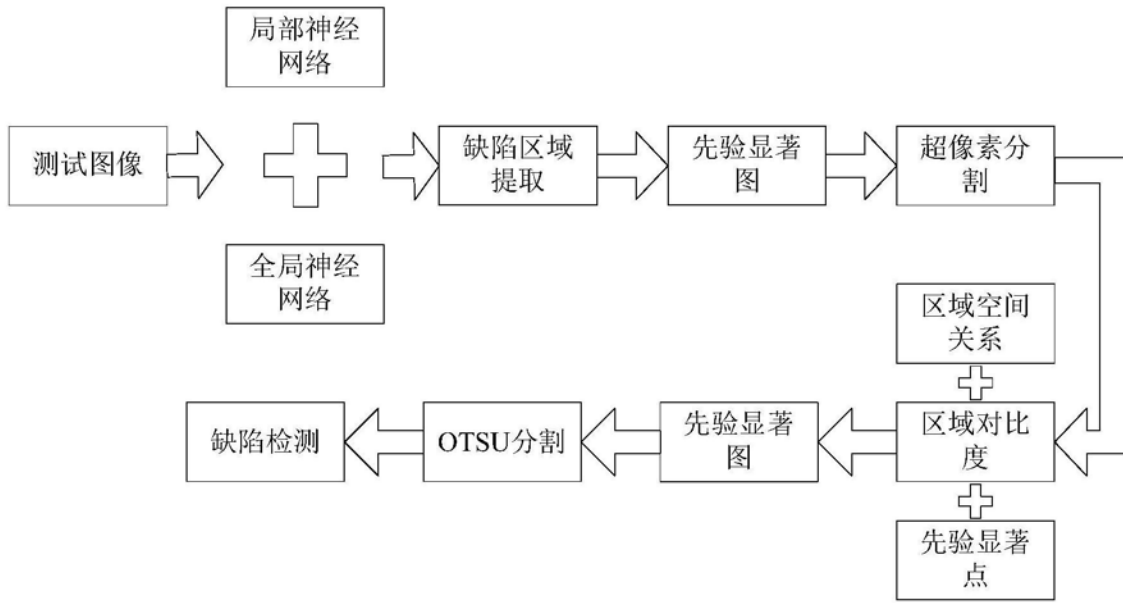 局部神经
网络
测试图像
缺陷区域
提取
先验显著
图
超像素分
割
全局神经
网络
区域空间
关系
缺陷检测
OTSU分割
先验显著
图
区域对比
度
先验显著
点